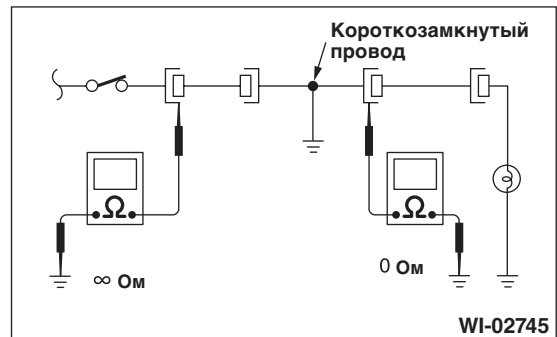 Короткозамкнутый
провод
Ω
Ω
∞ Ом
0 Ом
WI-02745